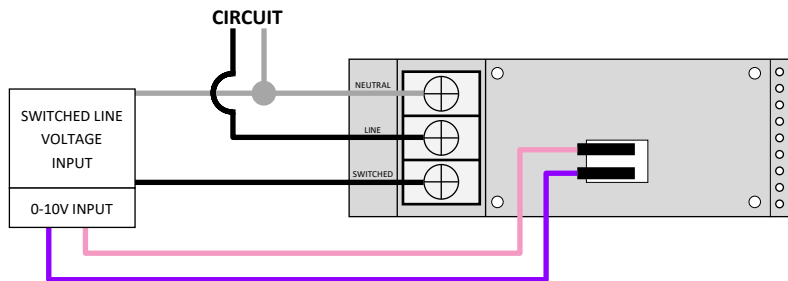 CIRCUIT
NEUTRAL
SWITCHED LINE
VOLTAGE
INPUT
LINE
SWITCHED
0-10V INPUT